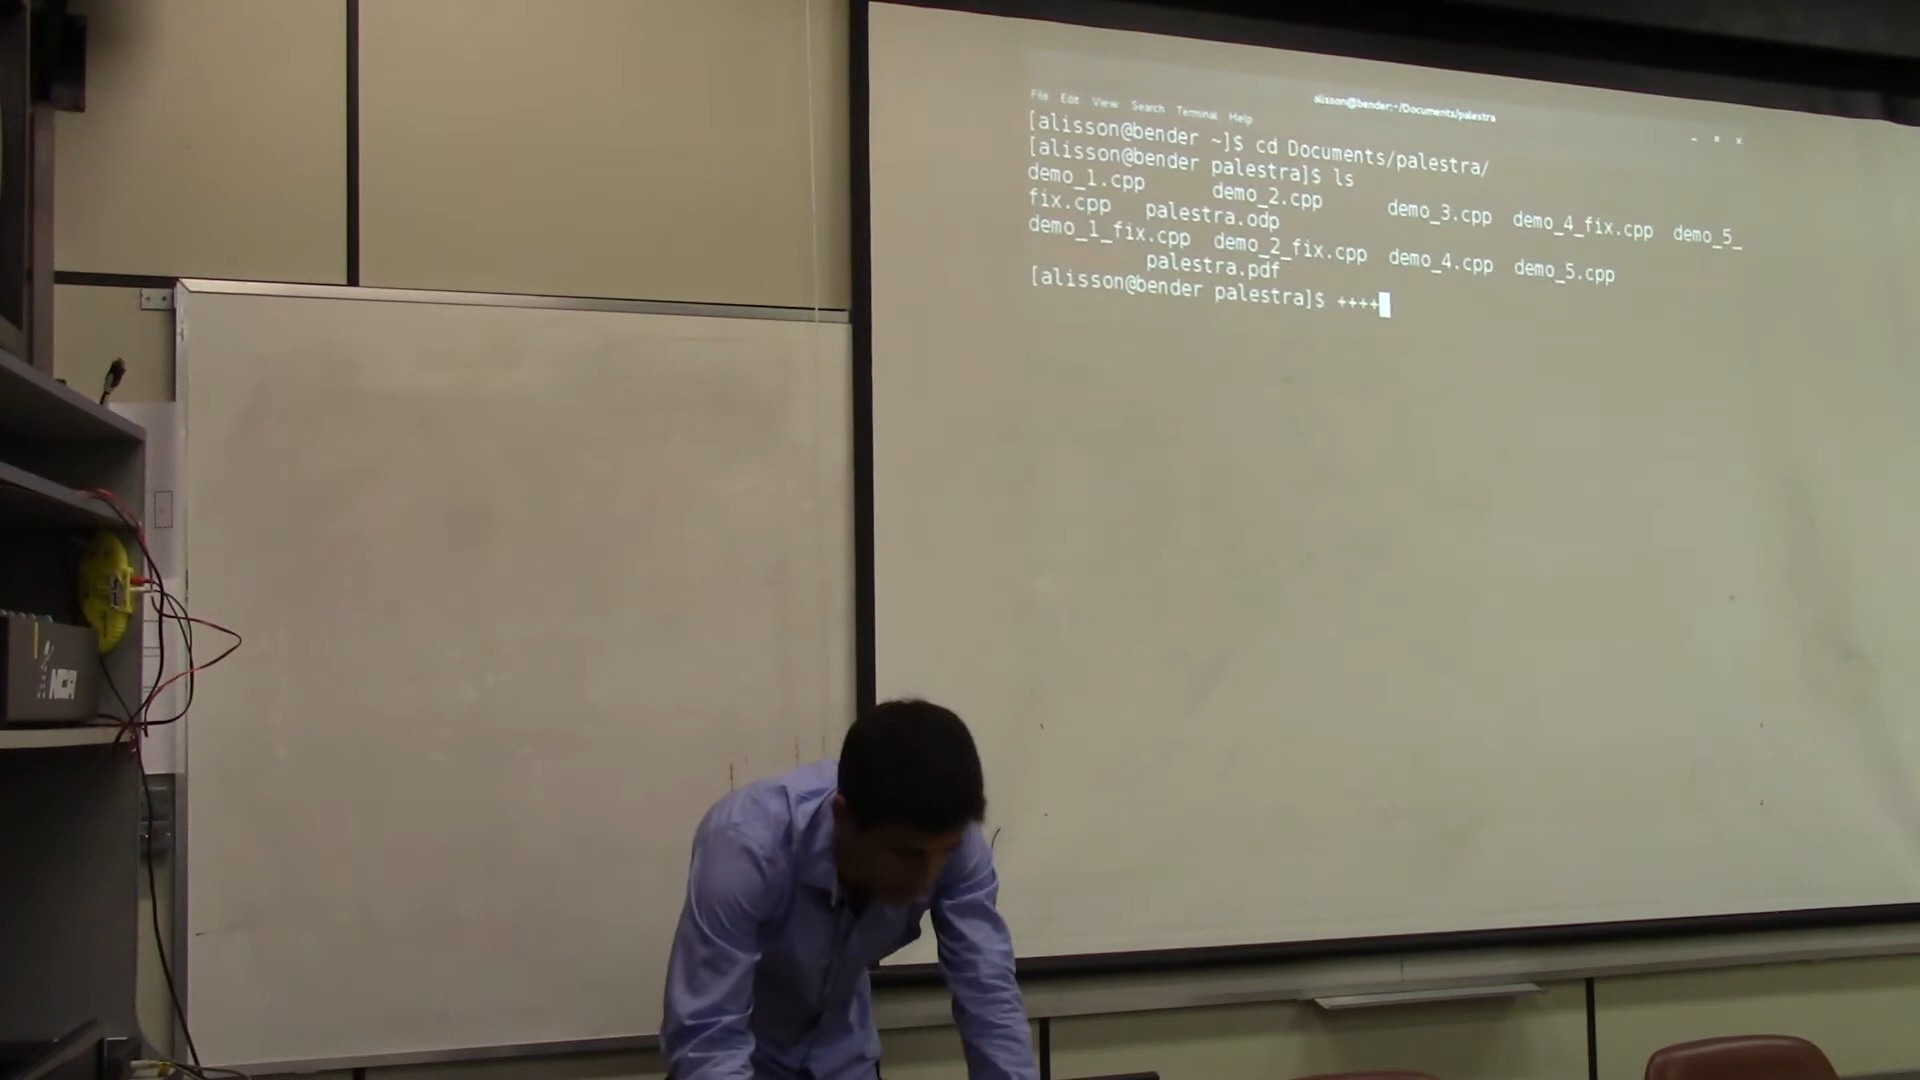 alisson@bender:~/Documents/palestra
File Edit View Search Terminal Help
[alisson@bender ~]$ cd Documents/palestra/
[alisson@bender palestra]$ ls
demo_1.cpp demo_2.cpp demo_3.cpp demo_4_fix.cpp demo_5_
fix.cpp palestra.odp
demo_1_fix.cpp demo_2_fix.cpp demo_4.cpp demo_5.cpp
palestra.pdf
[alisson@bender palestra]$ ++++